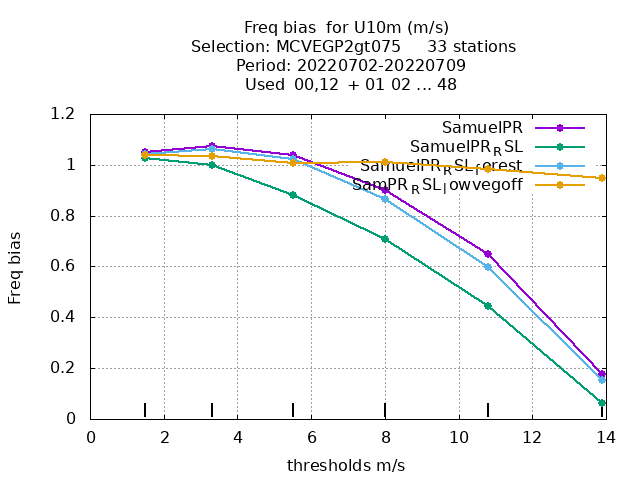 Freq bias  for U10m (m/s)
Selection: MCVEGP2gt075     33 stations
Period: 20220702-20220709
Used  00,12  + 01 02 ... 48
SamuelPR
SamuelPR_RSL
SamuelPR_RSL_forest
SamPR_RSL_lowvegoff
Freq bias
1.2
1
0.8
0.6
0.4
0.2
0
0 2 4 6 8 10 12 14
thresholds m/s